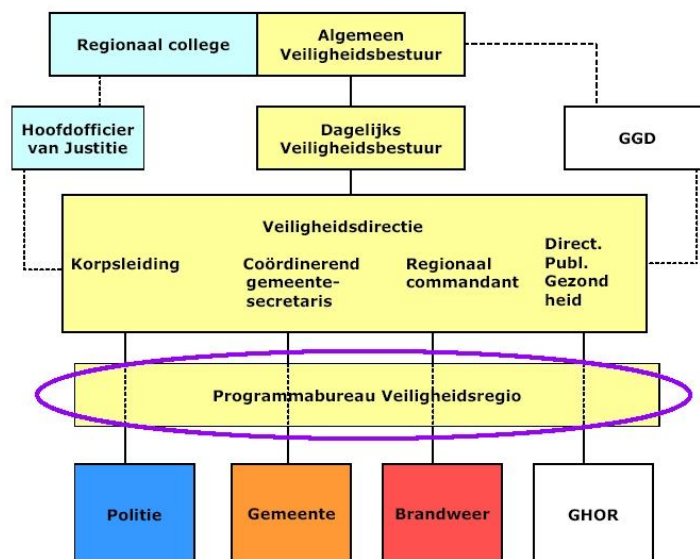 Regionaal college
Algemeen
Veiligheidsbestuur
Hoofdofficier
van Justitie
Dagelijks
Veiligheidsbestuur
GGD
Veiligheidsdirectie
Korpsleiding
Coördinerend
gemeente-
secretaris
Regionaal
commandant
Direct.
Publ.
Gezond
heid
Programmabureau Veiligheidsregio
Politie
Gemeente
Brandweer
GHOR